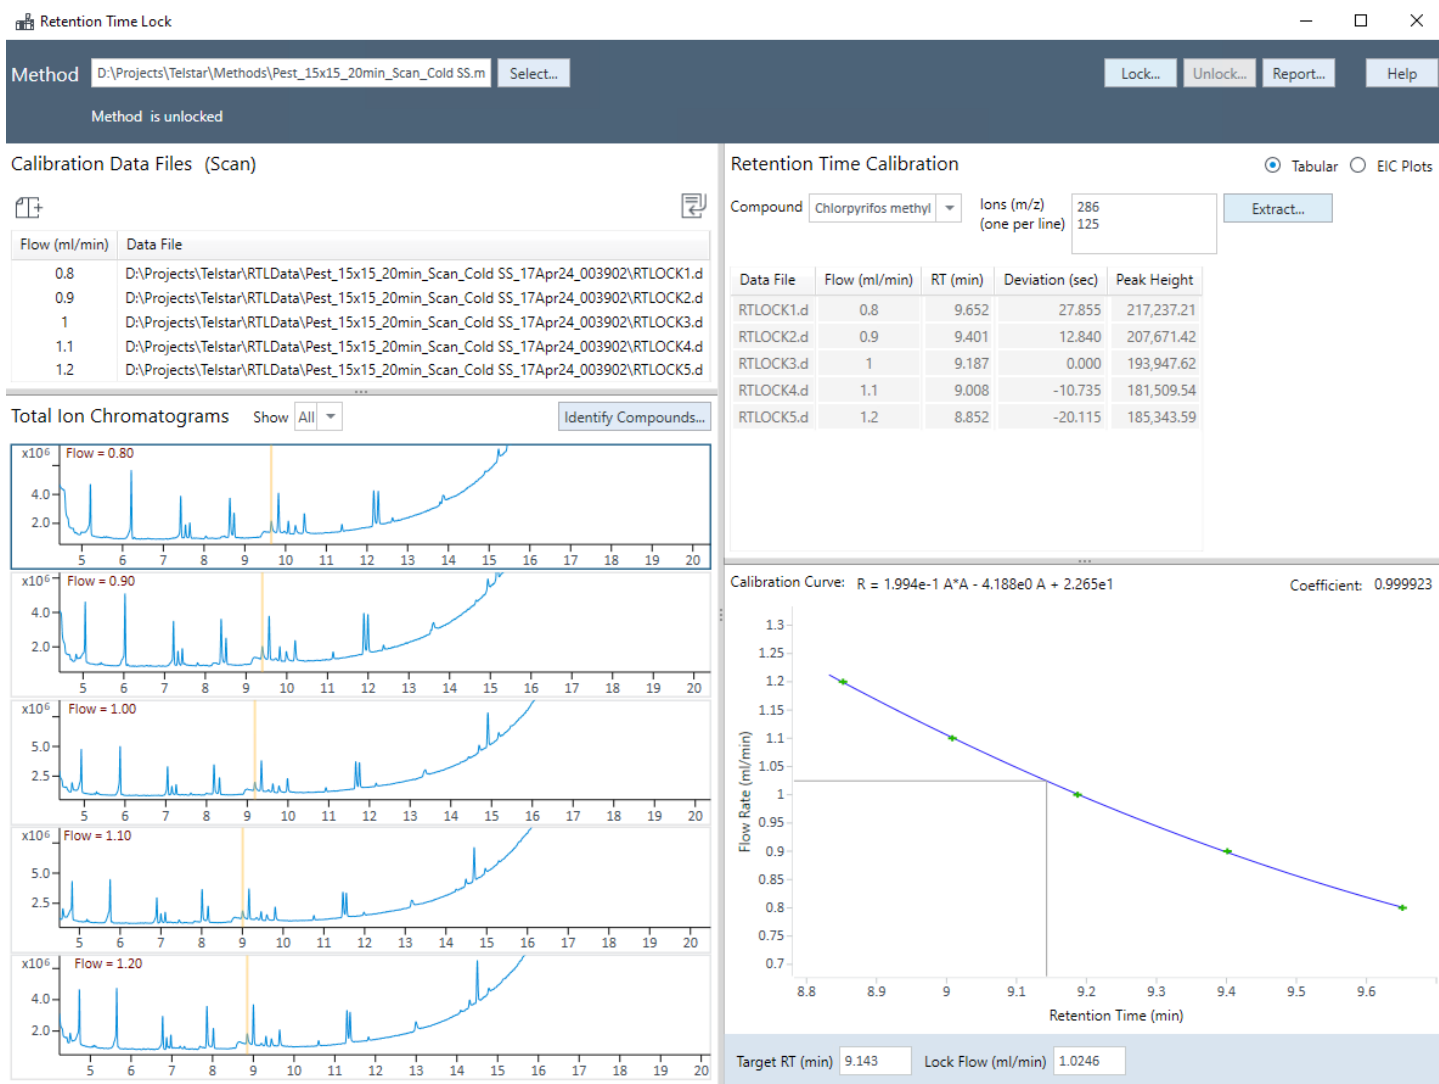 Retention Time Lock
Method D:\Projects\Telstar\Methods\Pest_15x15_20min_Scan_Cold SS.m Select... Lock... Unlock... Report... Help
Method is unlocked
Calibration Data Files (Scan)
Flow (ml/min) Data File
0.8 D:\Projects\Telstar\RTLData\Pest_15x15_20min_Scan_Cold SS_17Apr24_003902\RTLOCK1.d
0.9 D:\Projects\Telstar\RTLData\Pest_15x15_20min_Scan_Cold SS_17Apr24_003902\RTLOCK2.d
1 D:\Projects\Telstar\RTLData\Pest_15x15_20min_Scan_Cold SS_17Apr24_003902\RTLOCK3.d
1.1 D:\Projects\Telstar\RTLData\Pest_15x15_20min_Scan_Cold SS_17Apr24_003902\RTLOCK4.d
1.2 D:\Projects\Telstar\RTLData\Pest_15x15_20min_Scan_Cold SS_17Apr24_003902\RTLOCK5.d
Total Ion Chromatograms Show All Identify Compounds...
x10⁶ Flow = 0.80
4.0
2.0
5 6 7 8 9 10 11 12 13 14 15 16 17 18 19 20
x10⁶ Flow = 0.90
4.0
2.0
5 6 7 8 9 10 11 12 13 14 15 16 17 18 19 20
x10⁶ Flow = 1.00
5.0
2.5
5 6 7 8 9 10 11 12 13 14 15 16 17 18 19 20
x10⁶ Flow = 1.10
5.0
2.5
5 6 7 8 9 10 11 12 13 14 15 16 17 18 19 20
x10⁶ Flow = 1.20
4.0
2.0
5 6 7 8 9 10 11 12 13 14 15 16 17 18 19 20
Retention Time Calibration Tabular EIC Plots
Compound Chlorpyrifos methyl Ions (m/z) 286 Extract...
(one per line) 125
Data File Flow (ml/min) RT (min) Deviation (sec) Peak Height
RTLOCK1.d 0.8 9.652 27.855 217,237.21
RTLOCK2.d 0.9 9.401 12.840 207,671.42
RTLOCK3.d 1 9.187 0.000 193,947.62
RTLOCK4.d 1.1 9.008 -10.735 181,509.54
RTLOCK5.d 1.2 8.852 -20.115 185,343.59
Calibration Curve: R = 1.994e-1 A*A - 4.188e0 A + 2.265e1 Coefficient: 0.999923
1.3
1.25
1.2
1.15
1.1
1.05
1
0.95
0.9
0.85
0.8
0.75
0.7
Flow Rate (ml/min)
8.8 8.9 9 9.1 9.2 9.3 9.4 9.5 9.6
Retention Time (min)
Target RT (min) 9.143 Lock Flow (ml/min) 1.0246